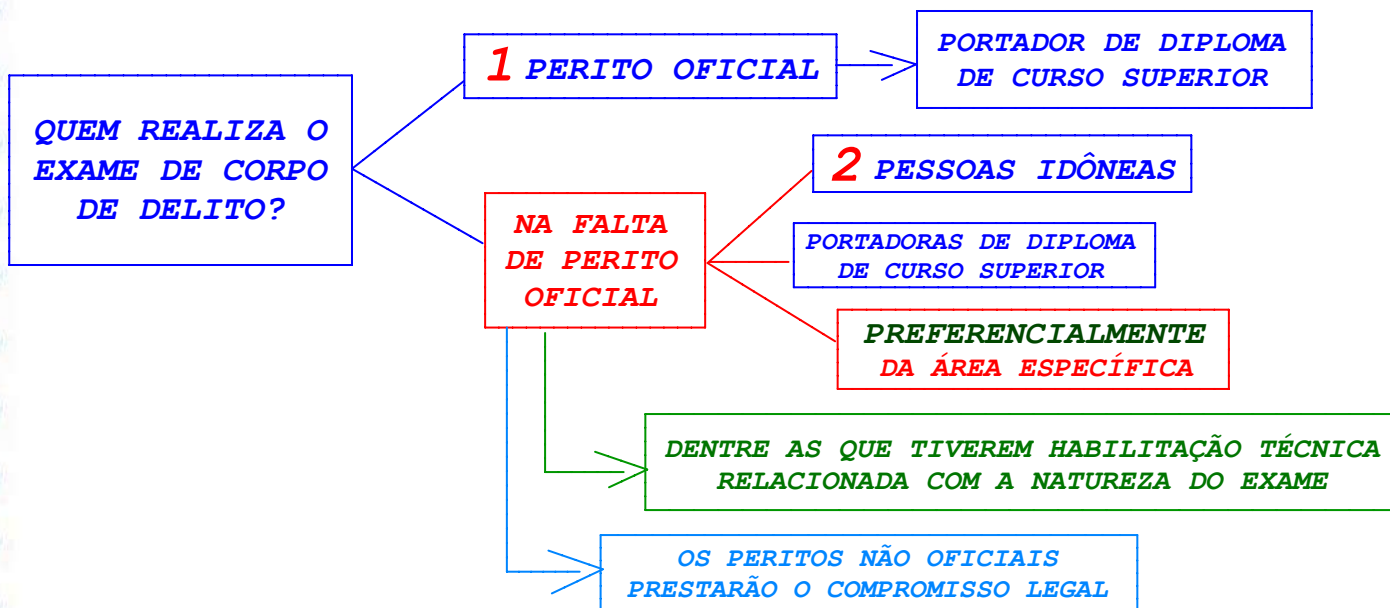 QUEM REALIZA O
EXAME DE CORPO
DE DELITO?
1 PERITO OFICIAL
PORTADOR DE DIPLOMA
DE CURSO SUPERIOR
NA FALTA
DE PERITO
OFICIAL
2 PESSOAS IDÔNEAS
PORTADORAS DE DIPLOMA
DE CURSO SUPERIOR
PREFERENCIALMENTE
DA ÁREA ESPECÍFICA
DENTRE AS QUE TIVEREM HABILITAÇÃO TÉCNICA
RELACIONADA COM A NATUREZA DO EXAME
OS PERITOS NÃO OFICIAIS
PRESTARÃO O COMPROMISSO LEGAL